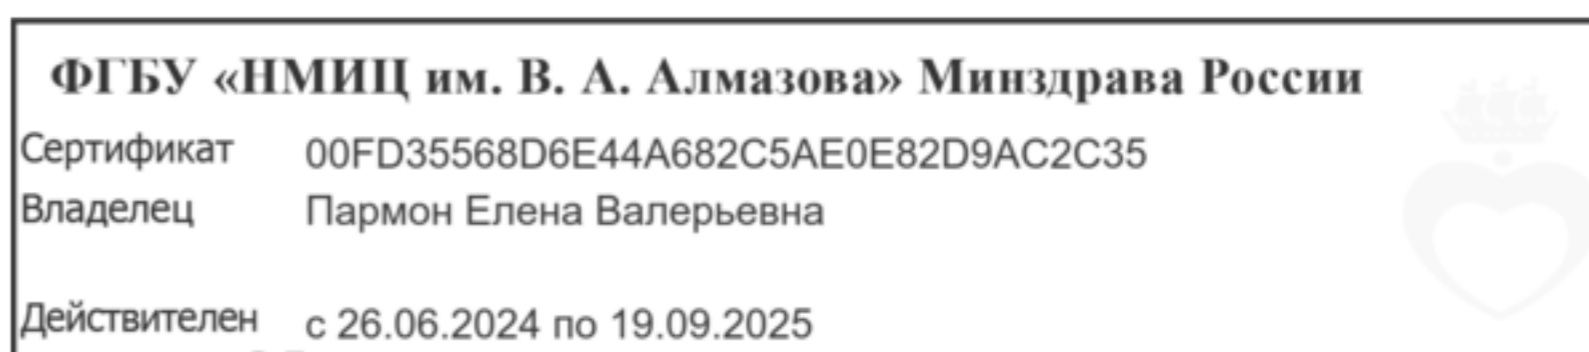 ФГБУ «НМИЦ им. В. А. Алмазова» Минздрава России
Сертификат 00FD35568D6E44A682C5AE0E82D9AC2C35
Владелец Пармон Елена Валерьевна
Действителен с 26.06.2024 по 19.09.2025